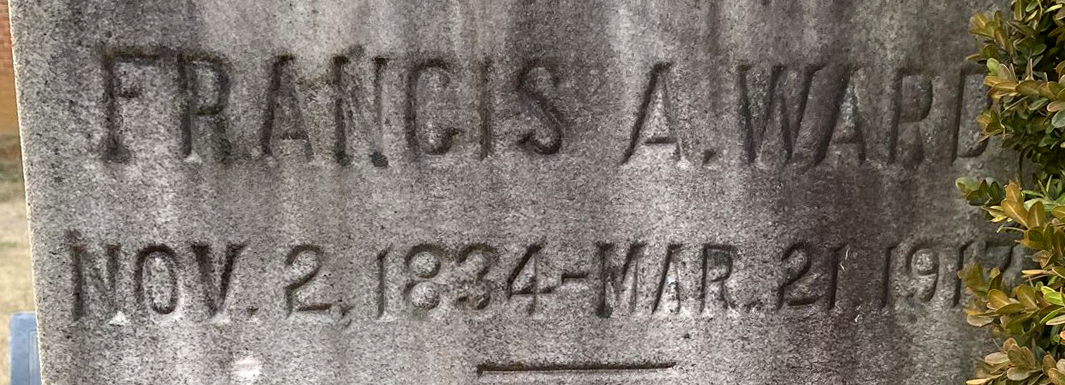 FRANCIS A. WARD
NOV. 2, 1834-MAR. 21, 1917